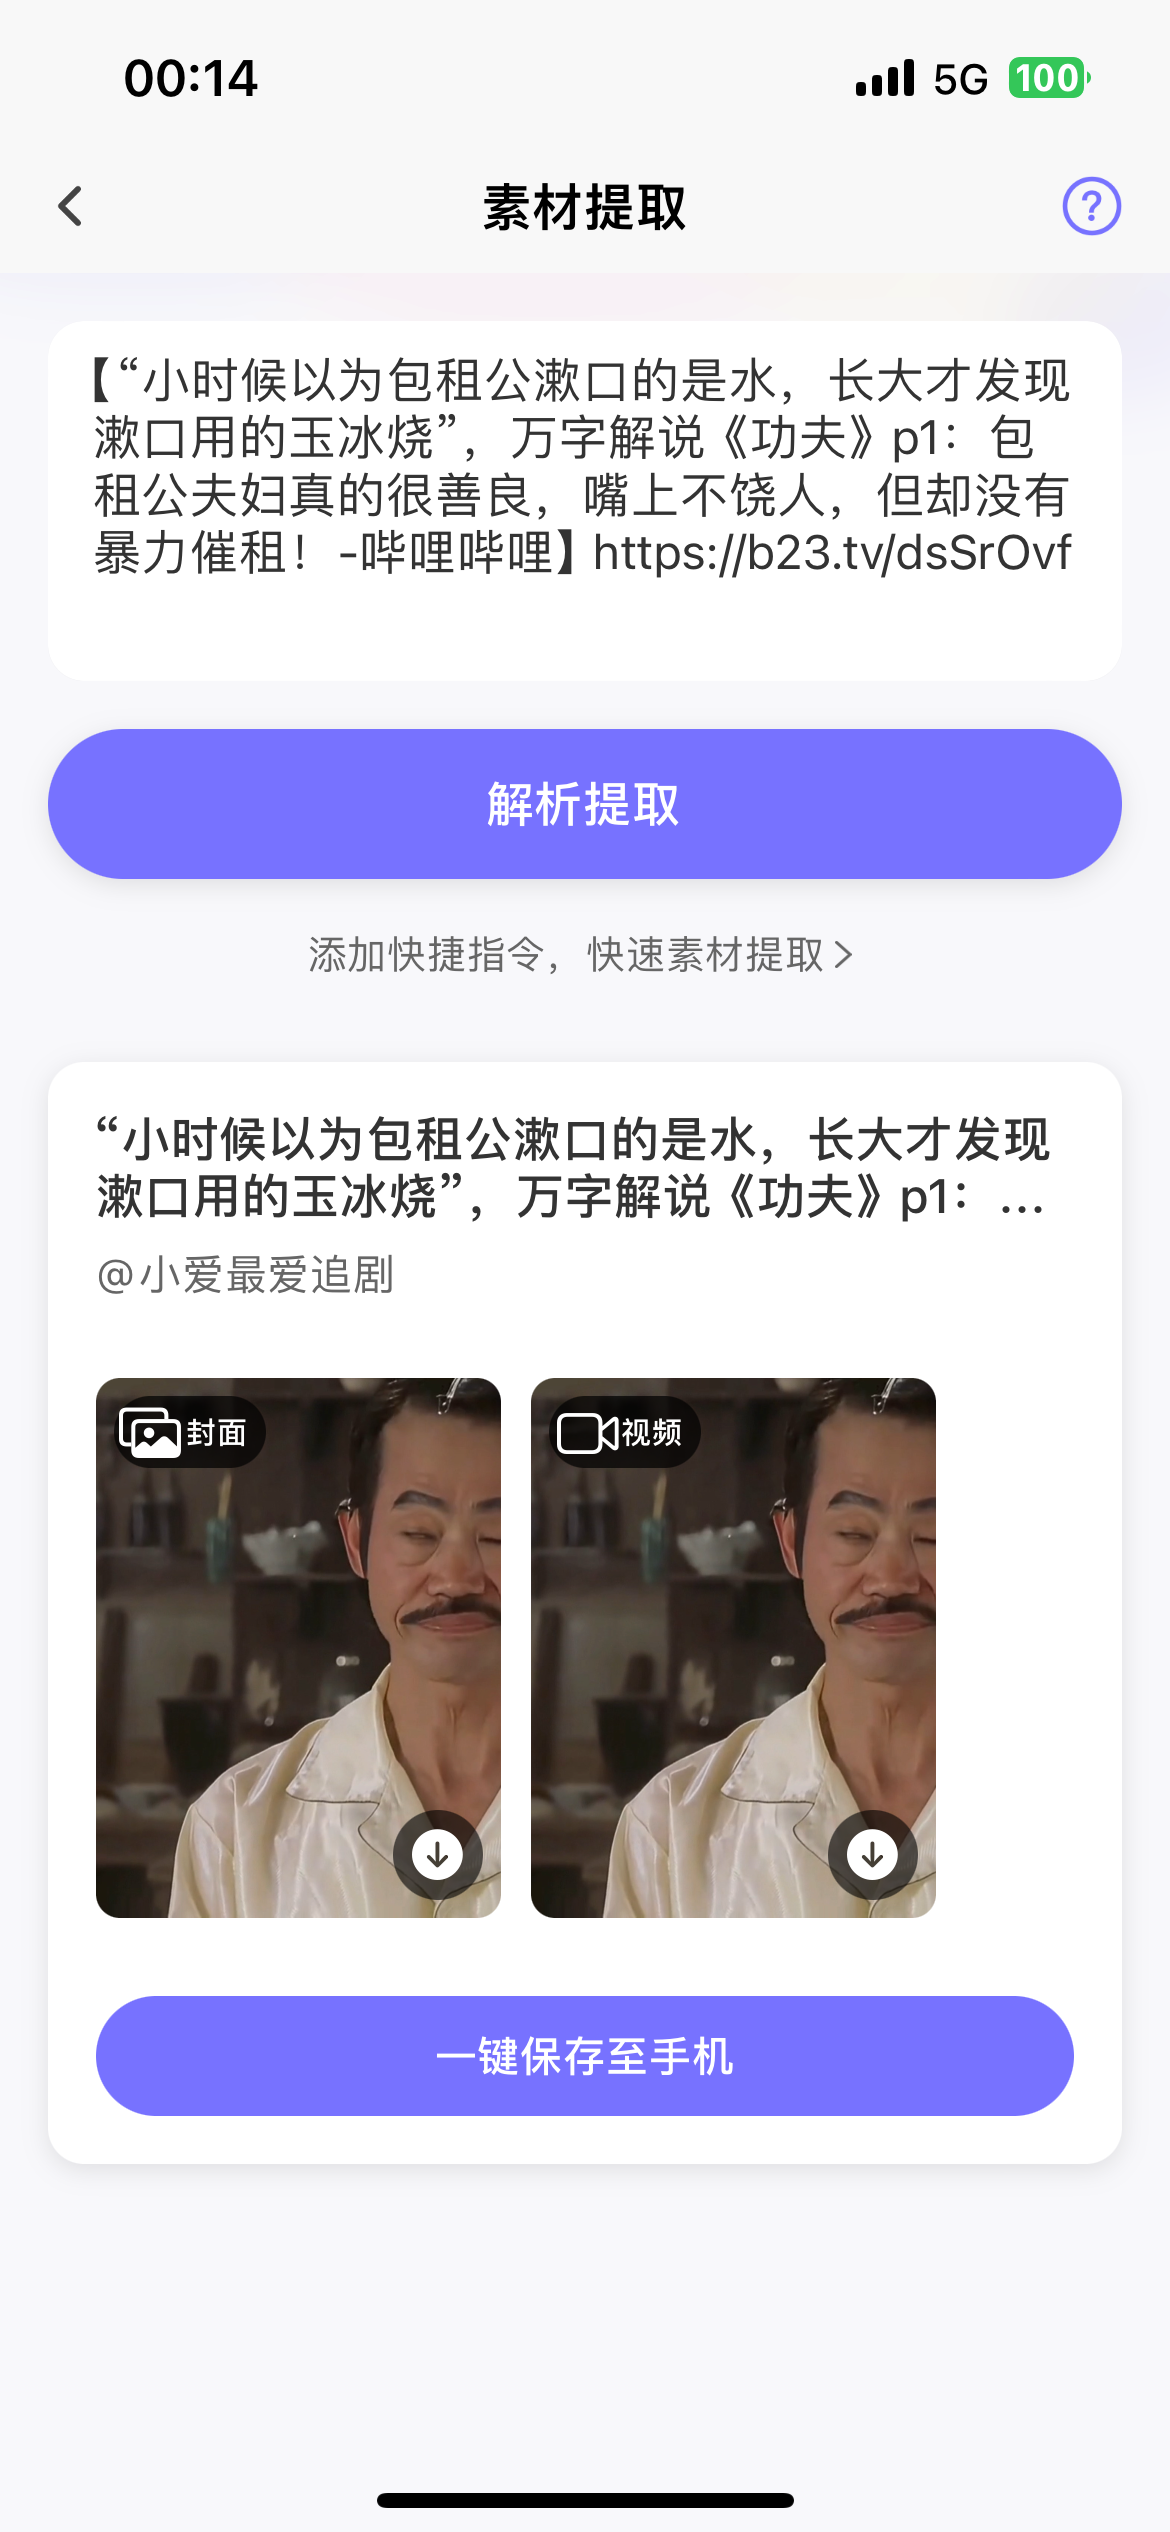 00:14
5G 100
素材提取
?
【“小时候以为包租公漱口的是水，长大才发现
漱口用的玉冰烧”，万字解说《功夫》p1：包
租公夫妇真的很善良，嘴上不饶人，但却没有
暴力催租！-哔哩哔哩】https://b23.tv/dsSrOvf
解析提取
添加快捷指令，快速素材提取
“小时候以为包租公漱口的是水，长大才发现
漱口用的玉冰烧”，万字解说《功夫》p1：...
@小爱最爱追剧
封面
视频
一键保存至手机